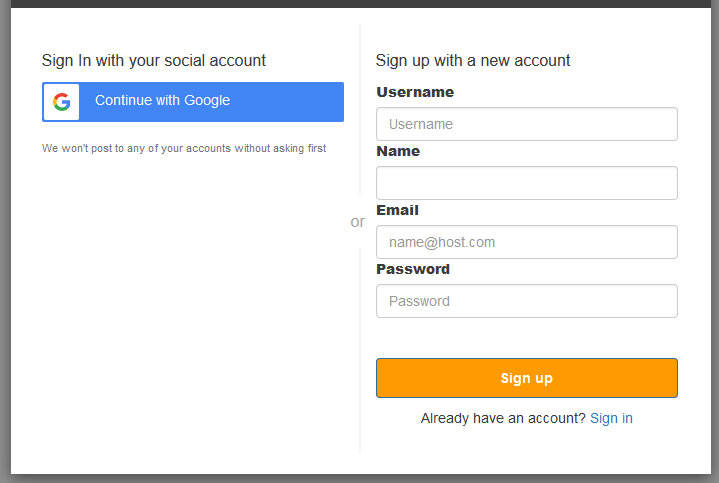 Sign In with your social account
Continue with Google
We won't post to any of your accounts without asking first
or
Sign up with a new account
Username
Username
Name
Email
name@host.com
Password
Password
Sign up
Already have an account? Sign in